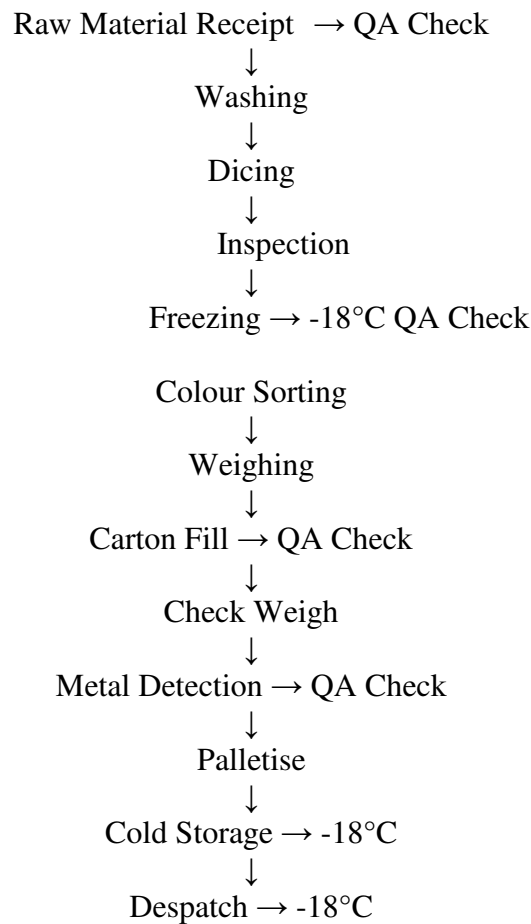 Raw Material Receipt → QA Check
↓
Washing
↓
Dicing
↓
Inspection
↓
Freezing → -18°C QA Check
Colour Sorting
↓
Weighing
↓
Carton Fill → QA Check
↓
Check Weigh
↓
Metal Detection → QA Check
↓
Palletise
↓
Cold Storage → -18°C
↓
Despatch → -18°C